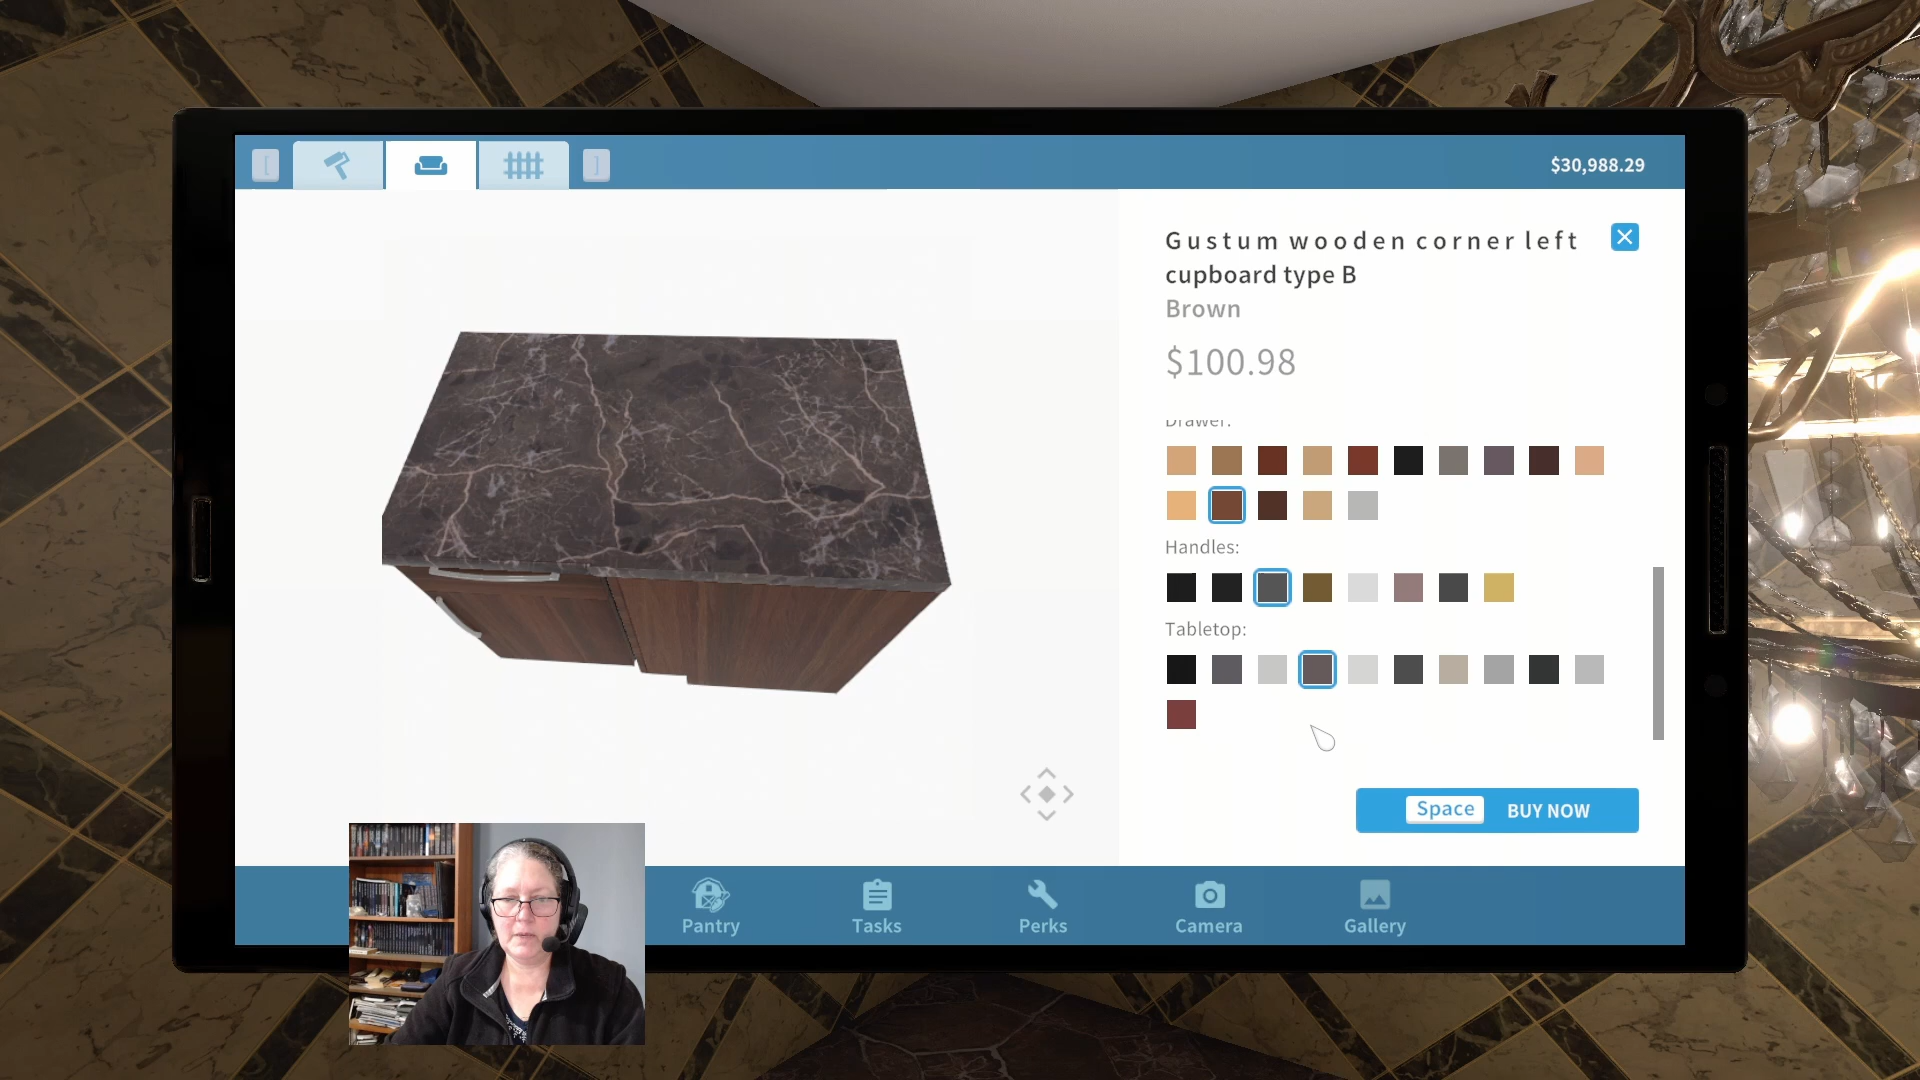 [
]
$30,988.29
Gustum wooden corner left
cupboard type B
Brown
$100.98
Drawer:
Handles:
Tabletop:
Space BUY NOW
Pantry
Tasks
Perks
Camera
Gallery